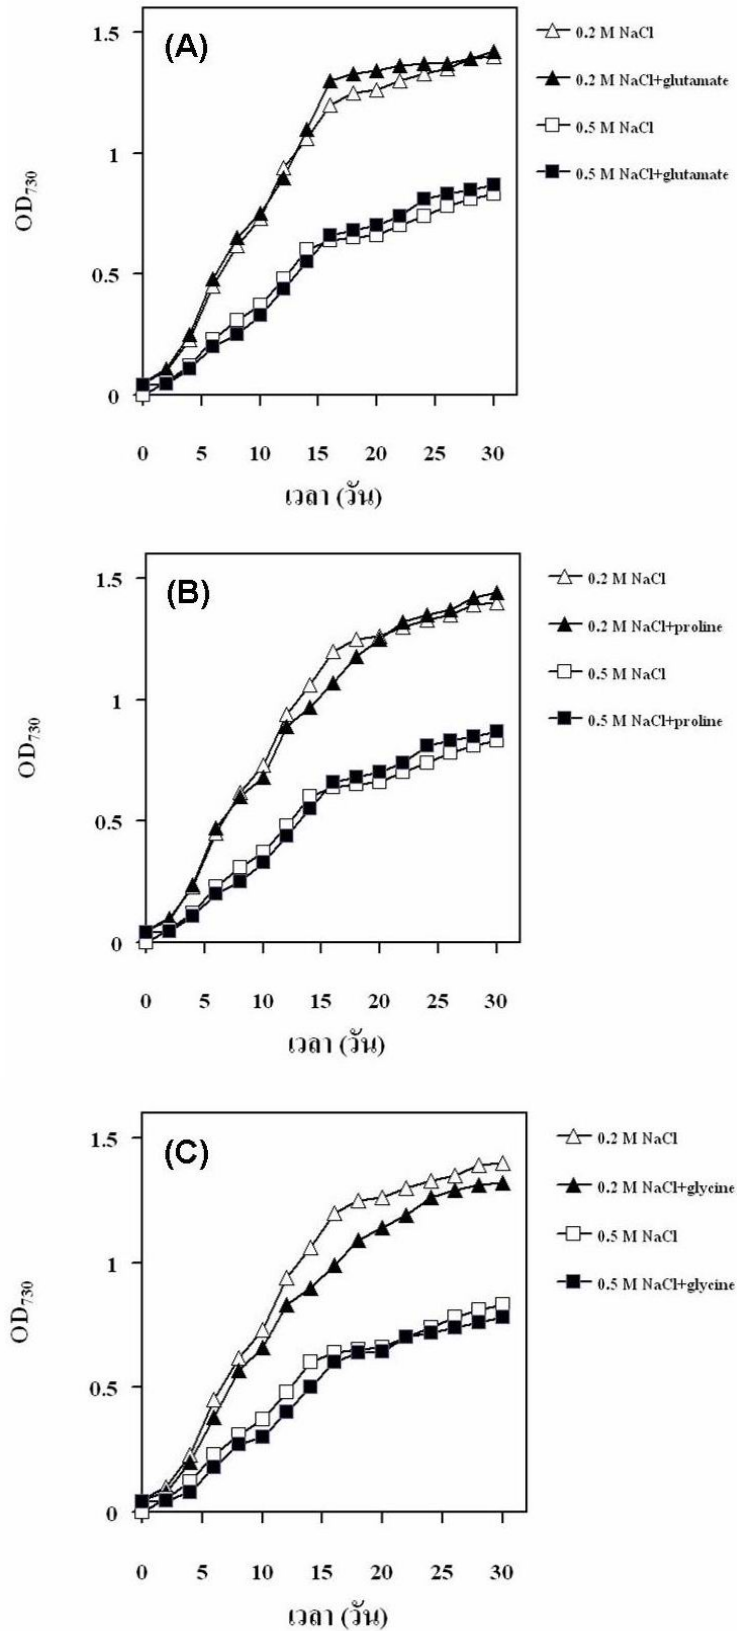 (A)
1.5
1
0.5
0
OD730
0 5 10 15 20 25 30
เวลา (วัน)
0.2 M NaCl
0.2 M NaCl+glutamate
0.5 M NaCl
0.5 M NaCl+glutamate
(B)
1.5
1
0.5
0
OD730
0 5 10 15 20 25 30
เวลา (วัน)
0.2 M NaCl
0.2 M NaCl+proline
0.5 M NaCl
0.5 M NaCl+proline
(C)
1.5
1
0.5
0
OD730
0 5 10 15 20 25 30
เวลา (วัน)
0.2 M NaCl
0.2 M NaCl+glycine
0.5 M NaCl
0.5 M NaCl+glycine